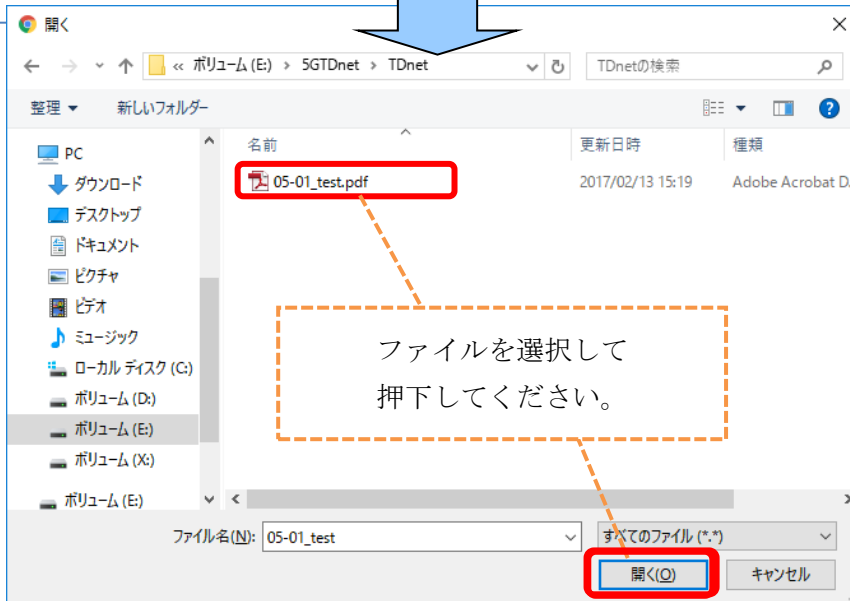 開く
« ボリューム (E:) › 5GTDnet › TDnet
TDnetの検索
整理
新しいフォルダー
名前
更新日時
種類
PC
ダウンロード
デスクトップ
ドキュメント
ピクチャ
ビデオ
ミュージック
ローカル ディスク (C:)
ボリューム (D:)
ボリューム (E:)
ボリューム (X:)
ボリューム (E:)
05-01_test.pdf
2017/02/13 15:19
Adobe Acrobat D
ファイルを選択して
押下してください。
ファイル名(N):
05-01_test
すべてのファイル (*.*)
開く(O)
キャンセル